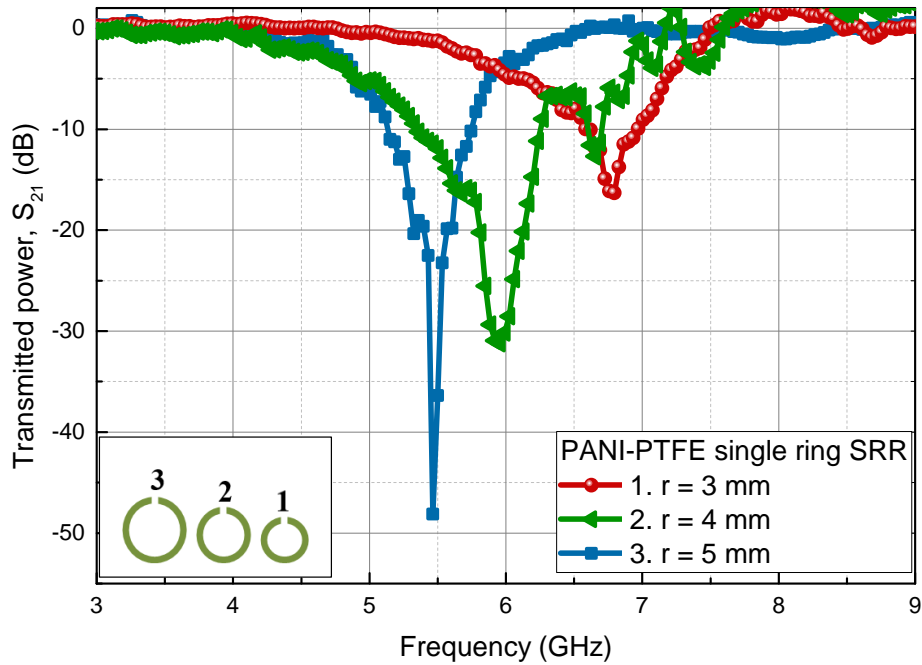 Transmitted power, S21 (dB)
0
-10
-20
-30
-40
-50
3
2
1
PANI-PTFE single ring SRR
1. r = 3 mm
2. r = 4 mm
3. r = 5 mm
3 4 5 6 7 8 9
Frequency (GHz)